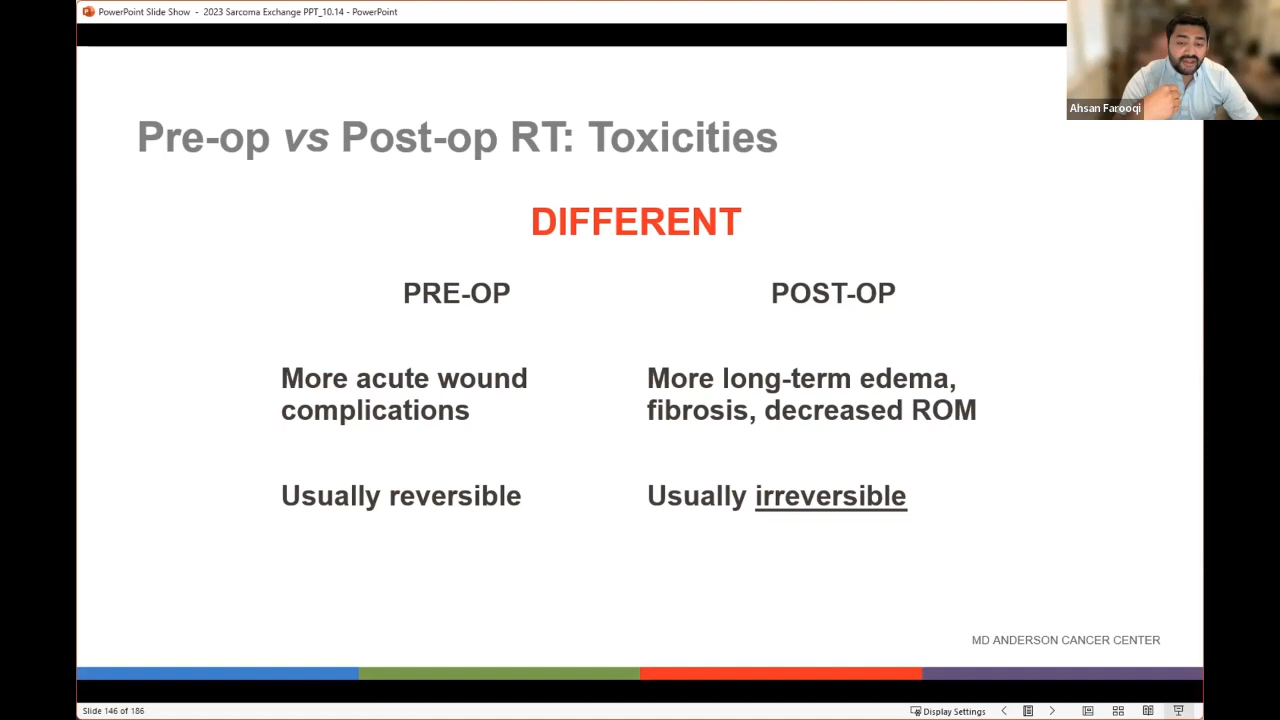 PowerPoint Slide Show - 2023 Sarcoma Exchange PPT_10.14 - PowerPoint
Ahsan Farooqi
Pre-op vs Post-op RT: Toxicities
DIFFERENT
PRE-OP
POST-OP
More acute wound
complications
More long-term edema,
fibrosis, decreased ROM
Usually reversible
Usually irreversible
MD ANDERSON CANCER CENTER
Slide 146 of 186
Display Settings